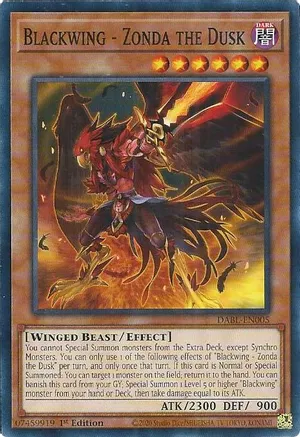 BLACKWING - ZONDA THE DUSK
DARK
闇
DABL-EN005
[WINGED BEAST/EFFECT]
You cannot Special Summon monsters from the Extra Deck, except Synchro
Monsters. You can only use 1 of the following effects of "Blackwing - Zonda
the Dusk" per turn, and only once that turn. If this card is Normal or Special
Summoned: You can target 1 monster on the field; return it to the hand. You can
banish this card from your GY; Special Summon 1 Level 5 or higher "Blackwing"
monster from your hand or Deck, then take damage equal to its ATK.
ATK/2300 DEF/ 900
07459919 1st Edition